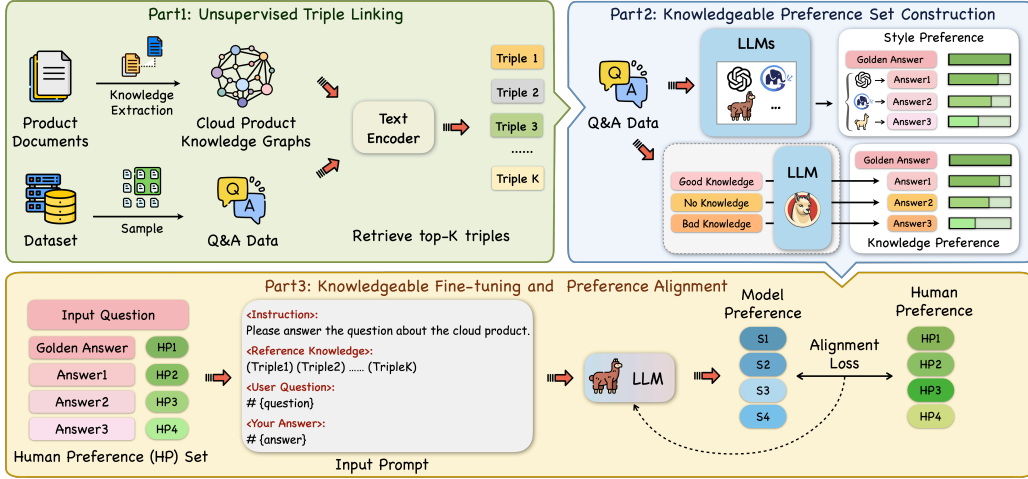 Part1: Unsupervised Triple Linking
Knowledge
Extraction
Product
Documents
Cloud Product
Knowledge Graphs
Text
Encoder
Triple 1
Triple 2
Triple 3
......
Triple K
Dataset
Sample
Q
A
Q&A Data
Retrieve top-K triples
Part2: Knowledgeable Preference Set Construction
Q
A
Q&A Data
LLMs
...
Style Preference
Golden Answer
Answer1
Answer2
Answer3
Good Knowledge
No Knowledge
Bad Knowledge
LLM
Golden Answer
Answer1
Answer2
Answer3
Knowledge Preference
Part3: Knowledgeable Fine-tuning and Preference Alignment
Input Question
Golden Answer HP1
Answer1 HP2
Answer2 HP3
Answer3 HP4
Human Preference (HP) Set
<Instruction>:
Please answer the question about the cloud product.
<Reference Knowledge>:
(Triple1) (Triple2) ...... (TripleK)
<User Question>:
# {question}
<Your Answer>:
# {answer}
Input Prompt
LLM
Model
Preference
S1
S2
S3
S4
Alignment
Loss
Human
Preference
HP1
HP2
HP3
HP4